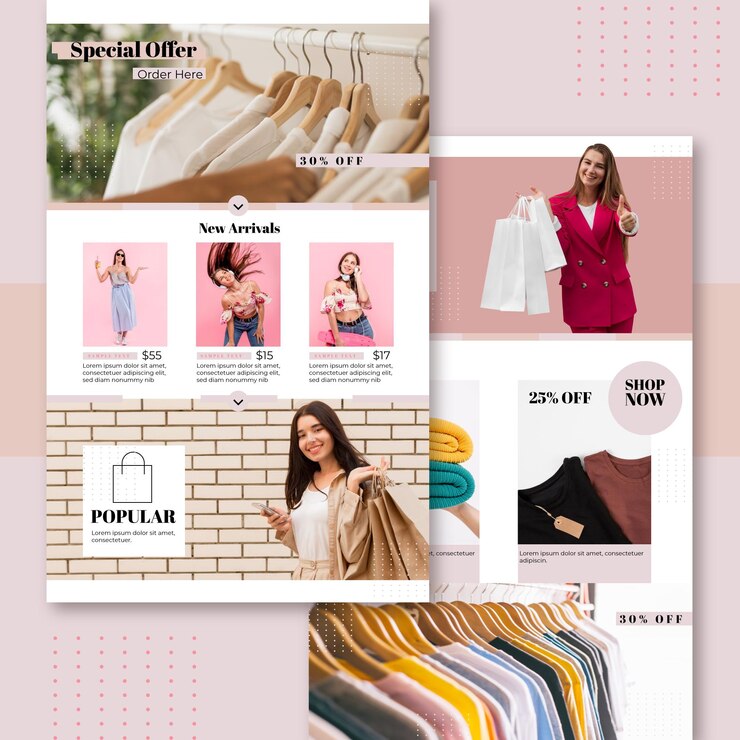 Special Offer
Order Here
30% OFF
New Arrivals
SAMPLE TEXT $55
Lorem ipsum dolor sit amet,
consectetuer adipiscing elit,
sed diam nonummy nib
SAMPLE TEXT $15
Lorem ipsum dolor sit amet,
consectetuer adipiscing elit,
sed diam nonummy nib
SAMPLE TEXT $17
Lorem ipsum dolor sit amet,
consectetuer adipiscing elit,
sed diam nonummy nib
POPULAR
Lorem ipsum dolor sit amet,
consectetuer.
25% OFF
SHOP
NOW
amet, consectetuer
Lorem ipsum dolor sit amet, consectetuer
adipiscin.
30% OFF